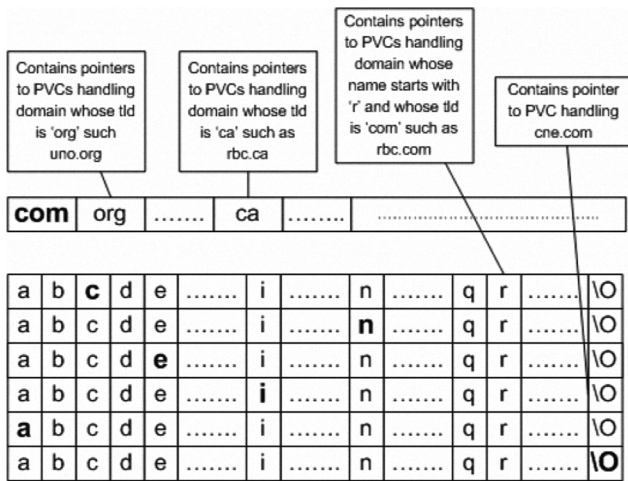 Contains pointers
to PVCs handling
domain whose tld
is 'org' such
uno.org
Contains pointers
to PVCs handling
domain whose tld
is 'ca' such as
rbc.ca
Contains pointers
to PVCs handling
domain whose
name starts with
'r' and whose tld
is 'com' such as
rbc.com
Contains pointer
to PVC handling
cne.com
com org ....... ca ........ ..........................................
a b c d e ....... i ....... n ....... q r ....... \O
a b c d e ....... i ....... n ....... q r ....... \O
a b c d e ....... i ....... n ....... q r ....... \O
a b c d e ....... i ....... n ....... q r ....... \O
a b c d e ....... i ....... n ....... q r ....... \O
a b c d e ....... i ....... n ....... q r ....... \O